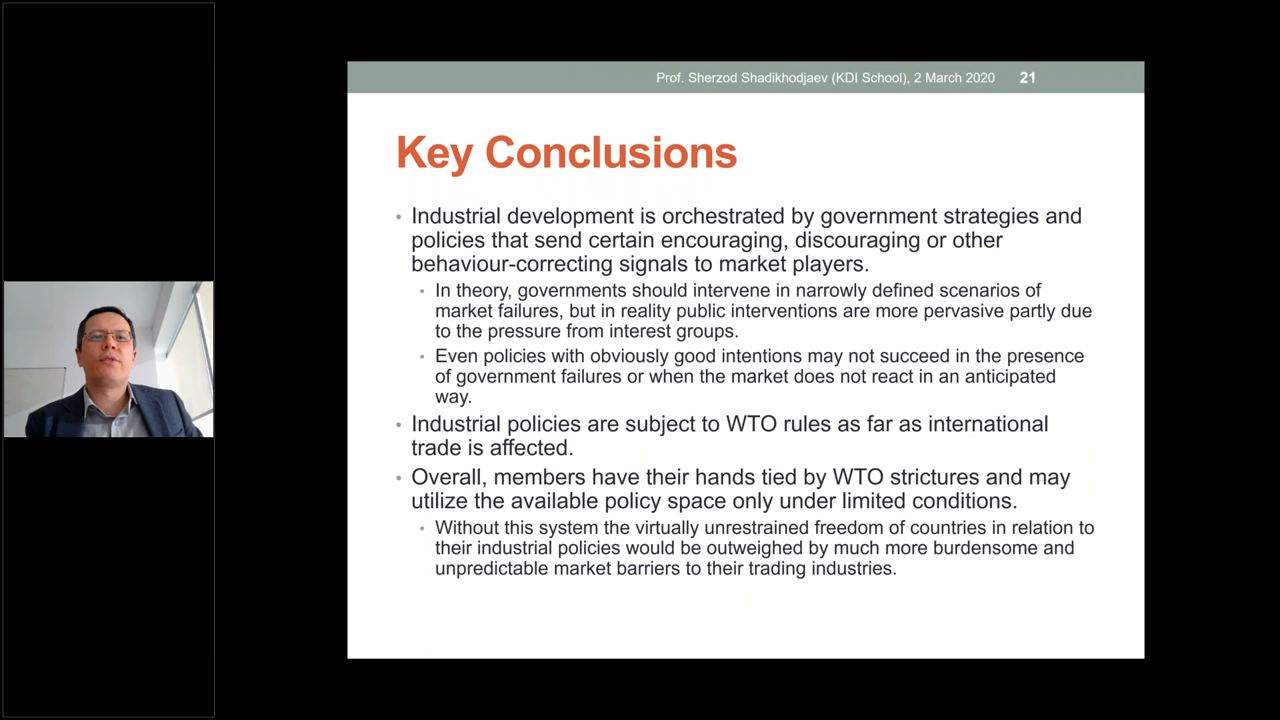 Prof. Sherzod Shadikhodjaev (KDI School), 2 March 2020 21
Key Conclusions
• Industrial development is orchestrated by government strategies and
policies that send certain encouraging, discouraging or other
behaviour-correcting signals to market players.
• In theory, governments should intervene in narrowly defined scenarios of
market failures, but in reality public interventions are more pervasive partly due
to the pressure from interest groups.
• Even policies with obviously good intentions may not succeed in the presence
of government failures or when the market does not react in an anticipated
way.
• Industrial policies are subject to WTO rules as far as international
trade is affected.
• Overall, members have their hands tied by WTO strictures and may
utilize the available policy space only under limited conditions.
• Without this system the virtually unrestrained freedom of countries in relation to
their industrial policies would be outweighed by much more burdensome and
unpredictable market barriers to their trading industries.